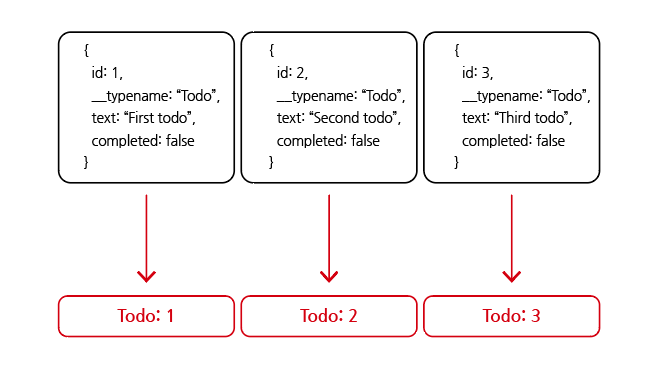 {
id: 1,
__typename: “Todo”,
text: “First todo”,
completed: false
}
{
id: 2,
__typename: “Todo”,
text: “Second todo”,
completed: false
}
{
id: 3,
__typename: “Todo”,
text: “Third todo”,
completed: false
}
Todo: 1
Todo: 2
Todo: 3